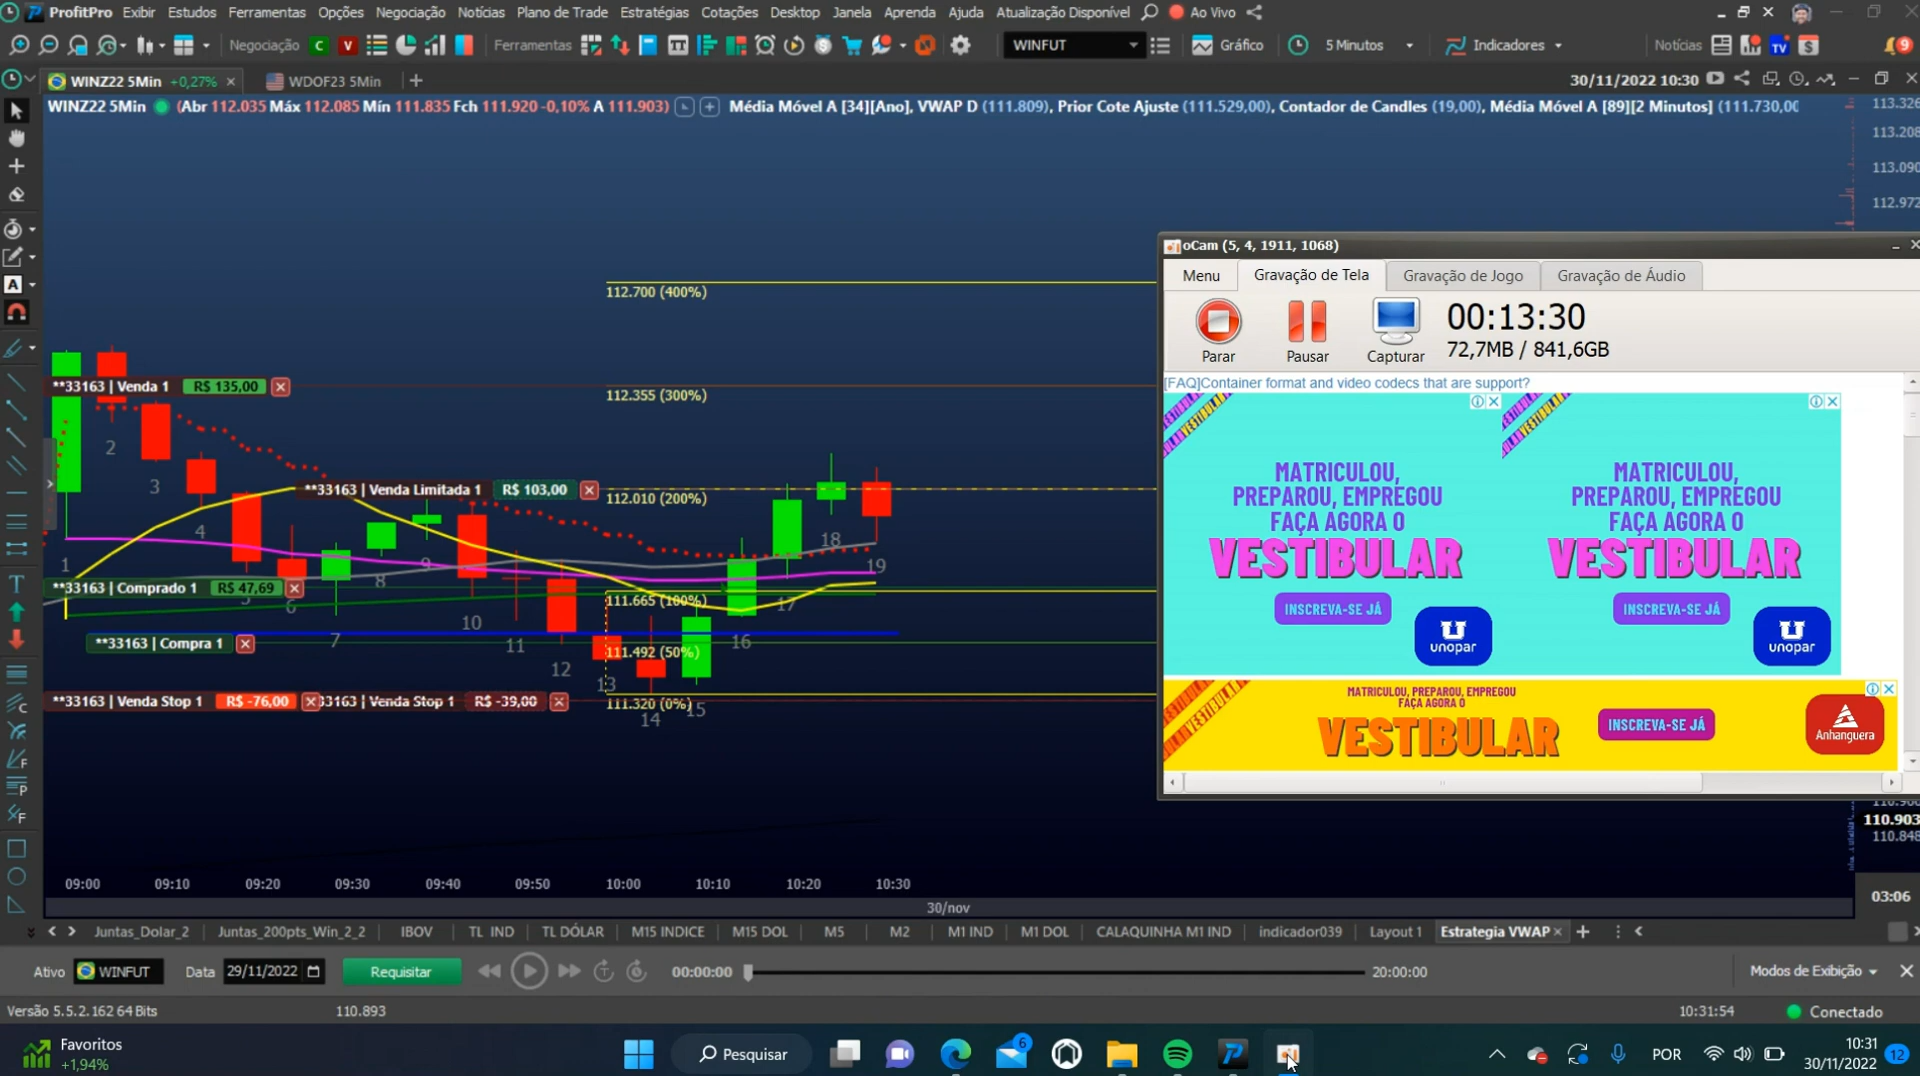 ProfitPro Exibir Estudos Ferramentas Opções Negociação Notícias Plano de Trade Estratégias Cotações Desktop Janela Aprenda Ajuda Atualização Disponível Ao Vivo
Negociação C V Ferramentas WINFUT Gráfico 5 Minutos Indicadores Notícias TV 9
WINZ22 5Min +0,27% WDOF23 5Min + 30/11/2022 10:30
WINZ22 5Min (Abr 112.035 Máx 112.085 Mín 111.835 Fch 111.920 -0,10% A 111.903) Média Móvel A [34][Ano], VWAP D (111.809), Prior Cote Ajuste (111.529,00), Contador de Candles (19,00), Média Móvel A [89][2 Minutos] (111.730,00
113.326
113.208
113.090
112.972
oCam (5, 4, 1911, 1068)
Menu Gravação de Tela Gravação de Jogo Gravação de Áudio
00:13:30
72,7MB / 841,6GB
Parar Pausar Capturar
[FAQ]Container format and video codecs that are support?
MATRICULOU,
PREPAROU, EMPREGOU
FAÇA AGORA O
VESTIBULAR
INSCREVA-SE JÁ
unopar
MATRICULOU,
PREPAROU, EMPREGOU
FAÇA AGORA O
VESTIBULAR
INSCREVA-SE JÁ
unopar
MATRICULOU, PREPAROU, EMPREGOU
FAÇA AGORA O
VESTIBULAR
INSCREVA-SE JÁ
Anhanguera
112.700 (400%)
**33163 | Venda 1 R$ 135,00
112.355 (300%)
**33163 | Venda Limitada 1 R$ 103,00
112.010 (200%)
**33163 | Comprado 1 R$ 47,69
111.665 (100%)
**33163 | Compra 1
111.492 (50%)
**33163 | Venda Stop 1 R$ -76,00 33163 | Venda Stop 1 R$ -39,00
111.320 (0%)
1 2 3 4 5 6 7 8 9 10 11 12 13 14 15 16 17 18 19
110.903
110.848
09:00 09:10 09:20 09:30 09:40 09:50 10:00 10:10 10:20 10:30
03:06
30/nov
Juntas_Dolar_2 Juntas_200pts_Win_2_2 IBOV TL IND TL DÓLAR M15 INDICE M15 DOL M5 M2 M1 IND M1 DOL CALAQUINHA M1 IND indicador039 Layout 1 Estrategia VWAP
Ativo WINFUT Data 29/11/2022 Requisitar 00:00:00 20:00:00 Modos de Exibição
Versão 5.5.2.162 64 Bits 110.893 10:31:54 Conectado
Favoritos
+1,94%
Pesquisar
6
POR
10:31
30/11/2022
12